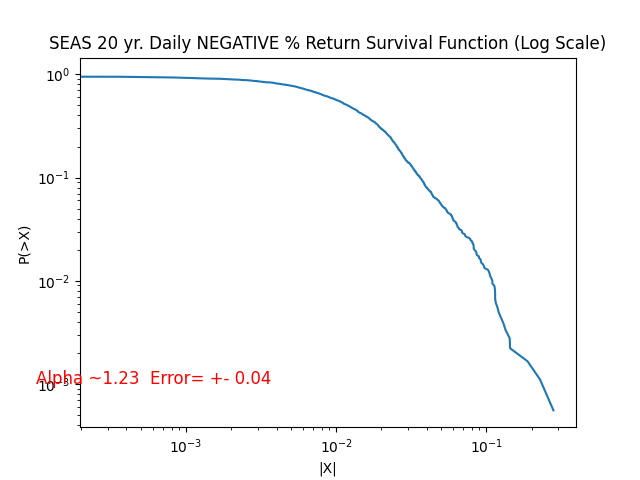 SEAS 20 yr. Daily NEGATIVE % Return Survival Function (Log Scale)
10⁰
10⁻¹
P(>X)
10⁻²
10⁻³
Alpha ~1.23  Error= +- 0.04
10⁻³ 10⁻² 10⁻¹
|X|